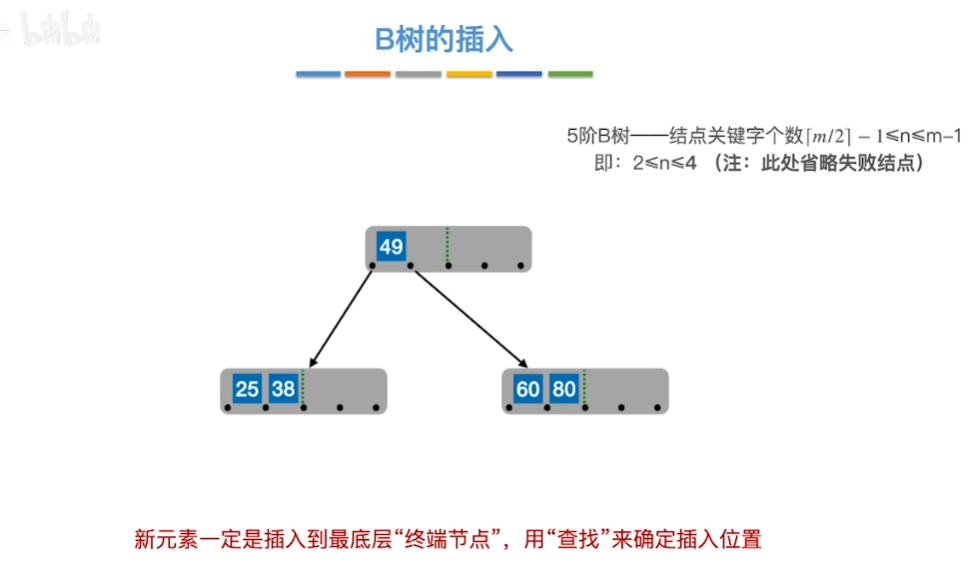 bilibili
B树的插入
5阶B树——结点关键字个数⌈m/2⌉ − 1≤n≤m–1
即：2≤n≤4 （注：此处省略失败结点）
49
25 38
60 80
新元素一定是插入到最底层“终端节点”，用“查找”来确定插入位置